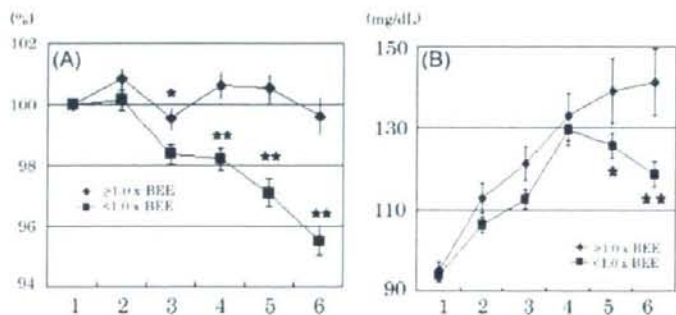 (%)
102
100
98
96
94
(A)
★
★★
★★
★★
≥1.0 x BEE
<1.0 x BEE
1 2 3 4 5 6
(mg/dL)
150
130
110
90
(B)
★
★★
≥1.0 x BEE
<1.0 x BEE
1 2 3 4 5 6